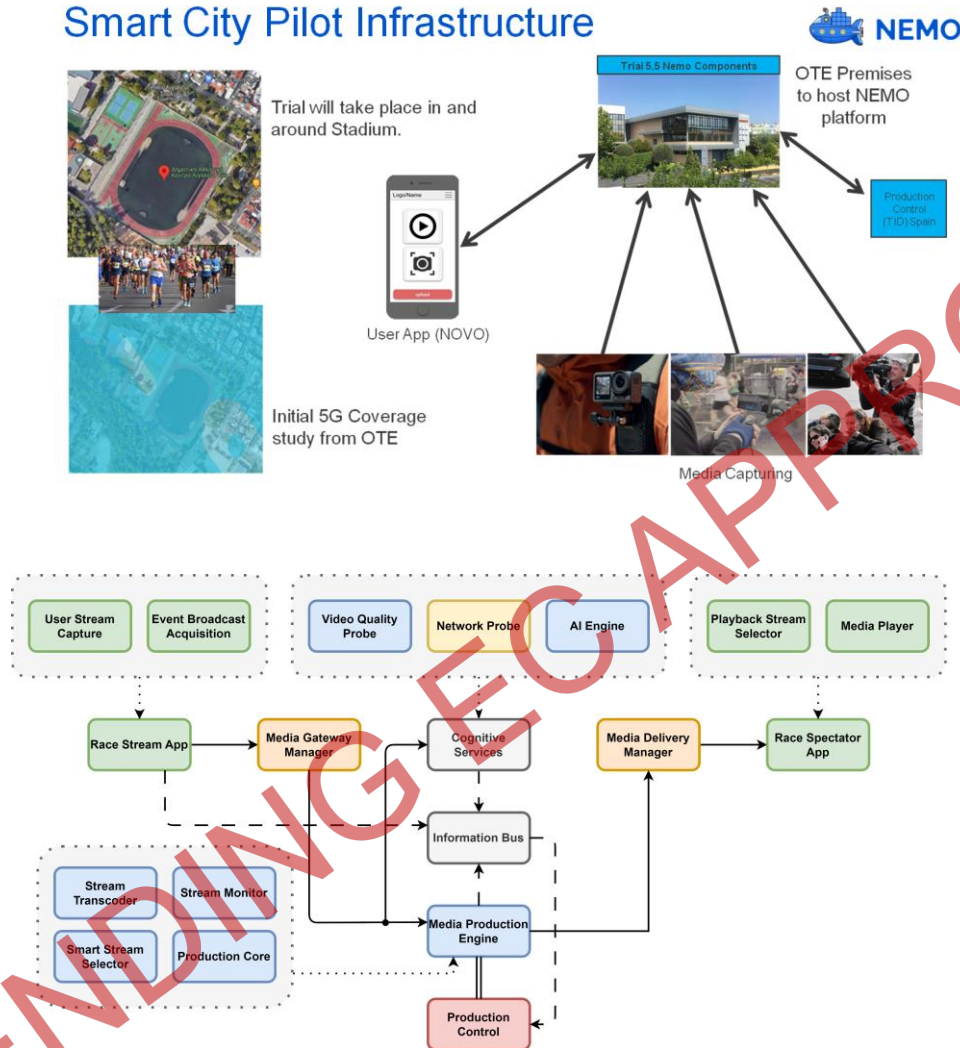 Smart City Pilot Infrastructure
NEMO
Trial will take place in and
around Stadium.
Trial 5.5 Nemo Components
OTE Premises
to host NEMO
platform
Logo/Name
upload
User App (NOVO)
Production
Control
(TID) Spain
Initial 5G Coverage
study from OTE
Media Capturing
User Stream
Capture
Event Broadcast
Acquisition
Video Quality
Probe
Network Probe
AI Engine
Playback Stream
Selector
Media Player
Race Stream App
Media Gateway
Manager
Cognitive
Services
Media Delivery
Manager
Race Spectator
App
Information Bus
Stream
Transcoder
Stream Monitor
Smart Stream
Selector
Production Core
Media Production
Engine
Production
Control
ENDING EC APPRO